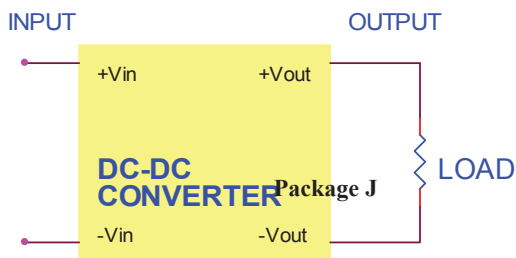 INPUT OUTPUT
+Vin +Vout
DC-DC
CONVERTER Package J
LOAD
-Vin -Vout